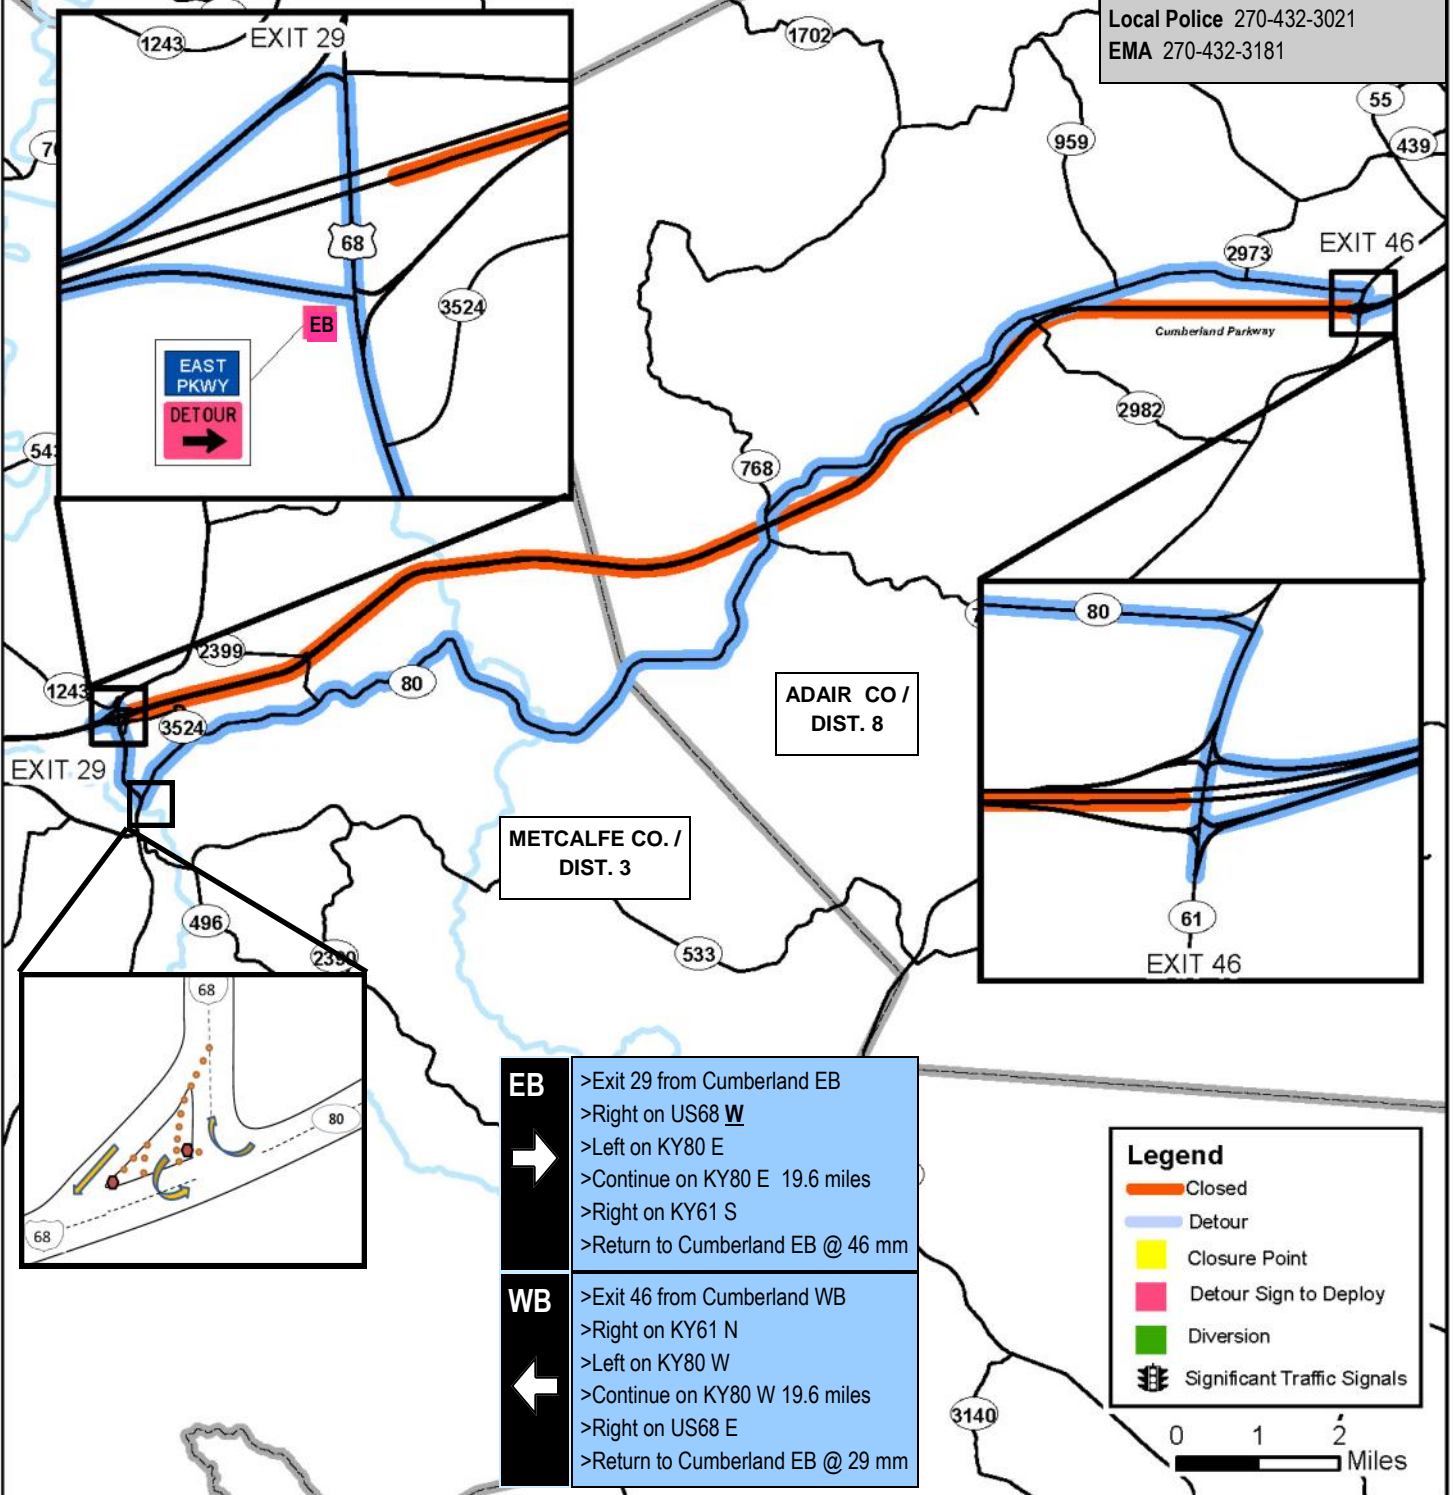 Local Police 270-432-3021
EMA 270-432-3181
1243
EXIT 29
1702
55
439
959
68
3524
EB
EAST
PKWY
DETOUR
2973
EXIT 46
Cumberland Parkway
2982
768
2399
1243
80
3524
EXIT 29
ADAIR CO /
DIST. 8
METCALFE CO. /
DIST. 3
80
61
EXIT 46
496
2390
533
68
80
68
EB
>Exit 29 from Cumberland EB
>Right on US68 W
>Left on KY80 E
>Continue on KY80 E 19.6 miles
>Right on KY61 S
>Return to Cumberland EB @ 46 mm
WB
>Exit 46 from Cumberland WB
>Right on KY61 N
>Left on KY80 W
>Continue on KY80 W 19.6 miles
>Right on US68 E
>Return to Cumberland EB @ 29 mm
Legend
Closed
Detour
Closure Point
Detour Sign to Deploy
Diversion
Significant Traffic Signals
3140
0 1 2
Miles